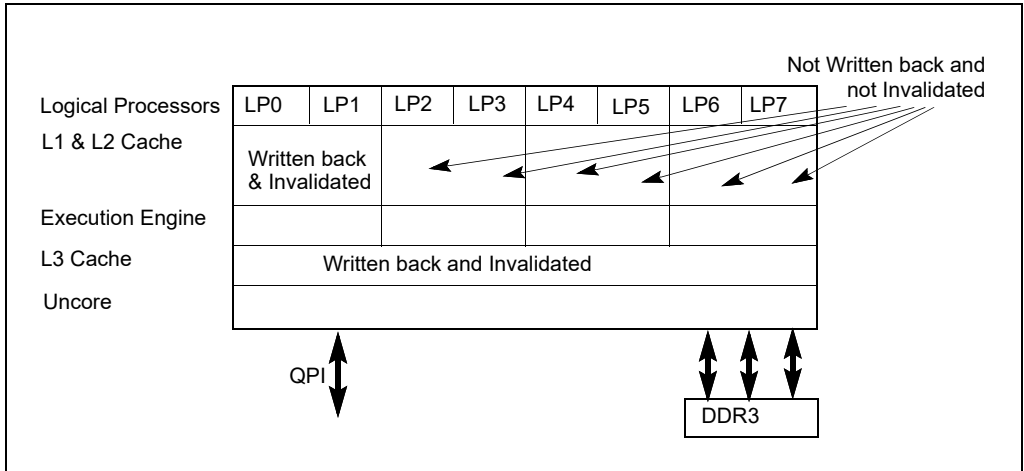 Not Written back and
not Invalidated
Logical Processors LP0 LP1 LP2 LP3 LP4 LP5 LP6 LP7
L1 & L2 Cache
Written back
& Invalidated
Execution Engine
L3 Cache Written back and Invalidated
Uncore
QPI
DDR3